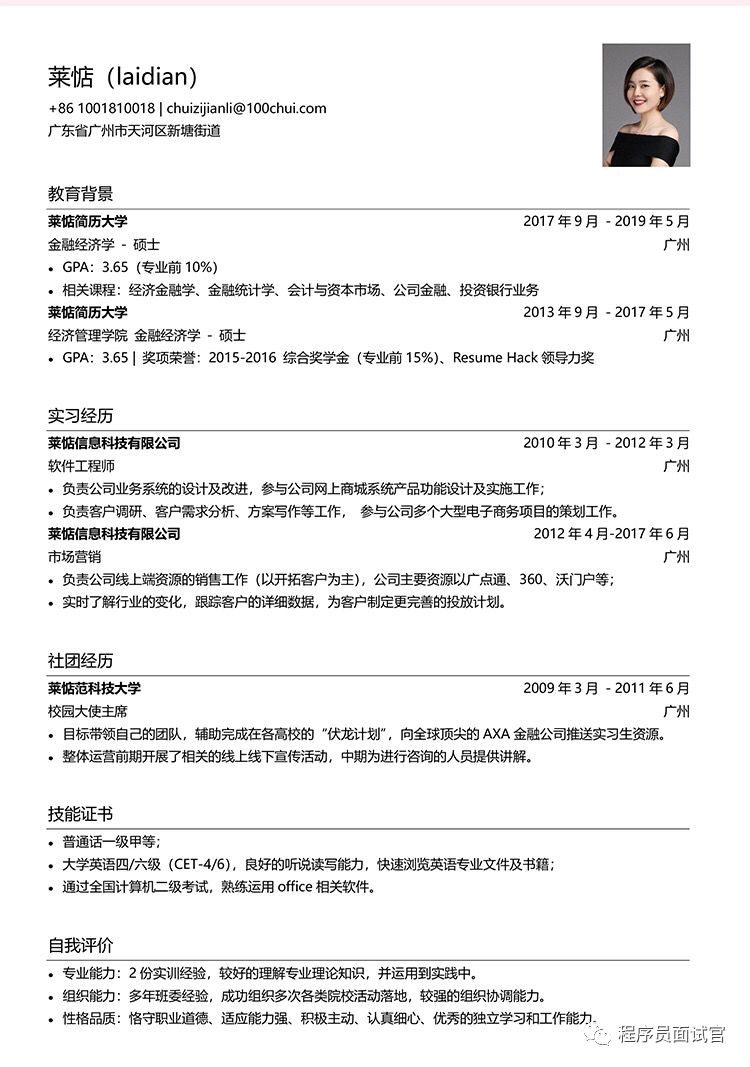 莱惦（laidian）
+86 1001810018 | chuizijianli@100chui.com
广东省广州市天河区新塘街道
教育背景
莱惦简历大学 2017 年 9 月 - 2019 年 5 月
金融经济学 - 硕士 广州
• GPA：3.65（专业前 10%）
• 相关课程：经济金融学、金融统计学、会计与资本市场、公司金融、投资银行业务
莱惦简历大学 2013 年 9 月 - 2017 年 5 月
经济管理学院 金融经济学 - 硕士 广州
• GPA：3.65 | 奖项荣誉：2015-2016 综合奖学金（专业前 15%）、Resume Hack 领导力奖
实习经历
莱惦信息科技有限公司 2010 年 3 月 - 2012 年 3 月
软件工程师 广州
• 负责公司业务系统的设计及改进，参与公司网上商城系统产品功能设计及实施工作；
• 负责客户调研、客户需求分析、方案写作等工作， 参与公司多个大型电子商务项目的策划工作。
莱惦信息科技有限公司 2012 年 4 月-2017 年 6 月
市场营销 广州
• 负责公司线上端资源的销售工作（以开拓客户为主），公司主要资源以广点通、360、沃门户等；
• 实时了解行业的变化，跟踪客户的详细数据，为客户制定更完善的投放计划。
社团经历
莱惦范科技大学 2009 年 3 月 - 2011 年 6 月
校园大使主席 广州
• 目标带领自己的团队，辅助完成在各高校的“伏龙计划”，向全球顶尖的 AXA 金融公司推送实习生资源。
• 整体运营前期开展了相关的线上线下宣传活动，中期为进行咨询的人员提供讲解。
技能证书
• 普通话一级甲等；
• 大学英语四/六级（CET-4/6），良好的听说读写能力，快速浏览英语专业文件及书籍；
• 通过全国计算机二级考试，熟练运用 office 相关软件。
自我评价
• 专业能力：2 份实训经验，较好的理解专业理论知识，并运用到实践中。
• 组织能力：多年班委经验，成功组织多次各类院校活动落地，较强的组织协调能力。
• 性格品质：恪守职业道德、适应能力强、积极主动、认真细心、优秀的独立学习和工作能力。
程序员面试官